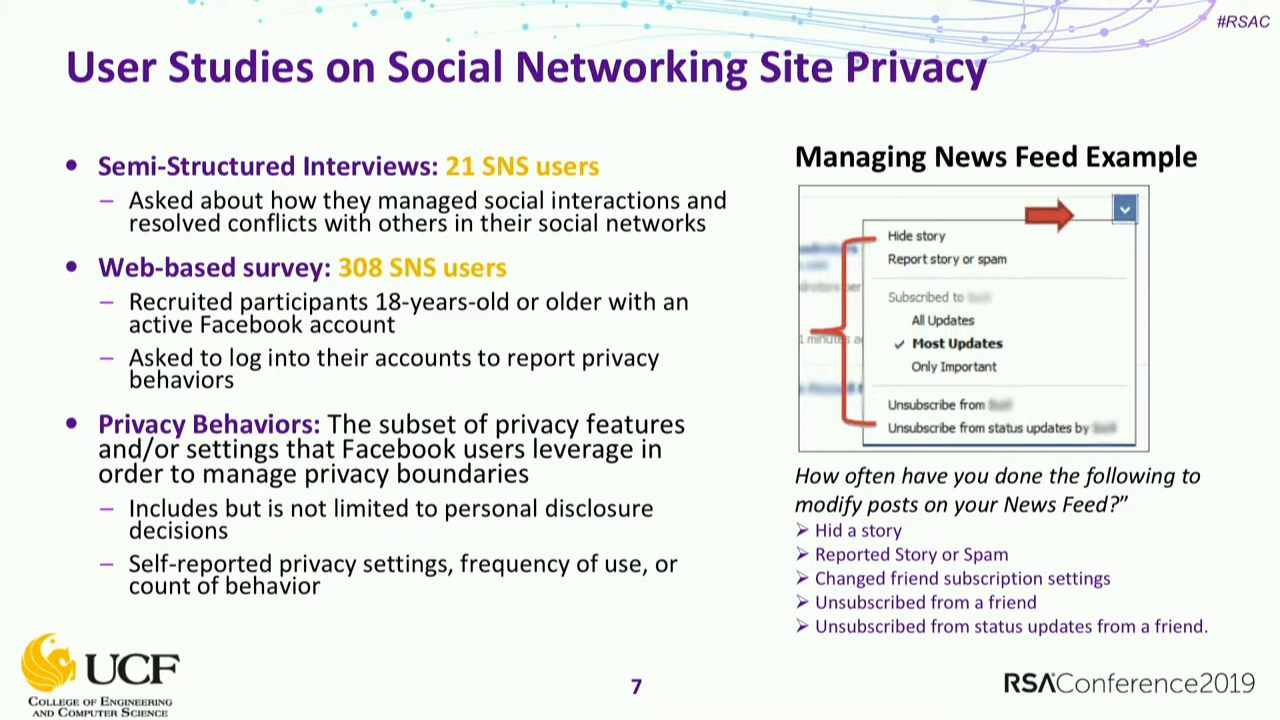 #RSAC
User Studies on Social Networking Site Privacy
• Semi-Structured Interviews: 21 SNS users
– Asked about how they managed social interactions and
resolved conflicts with others in their social networks
• Web-based survey: 308 SNS users
– Recruited participants 18-years-old or older with an
active Facebook account
– Asked to log into their accounts to report privacy
behaviors
• Privacy Behaviors: The subset of privacy features
and/or settings that Facebook users leverage in
order to manage privacy boundaries
– Includes but is not limited to personal disclosure
decisions
– Self-reported privacy settings, frequency of use, or
count of behavior
Managing News Feed Example
Hide story
Report story or spam
Subscribed to
All Updates
✓ Most Updates
Only Important
Unsubscribe from
Unsubscribe from status updates by
1 minutes a
How often have you done the following to
modify posts on your News Feed?”
➢ Hid a story
➢ Reported Story or Spam
➢ Changed friend subscription settings
➢ Unsubscribed from a friend
➢ Unsubscribed from status updates from a friend.
UCF
COLLEGE OF ENGINEERING
AND COMPUTER SCIENCE
7
RSAConference2019